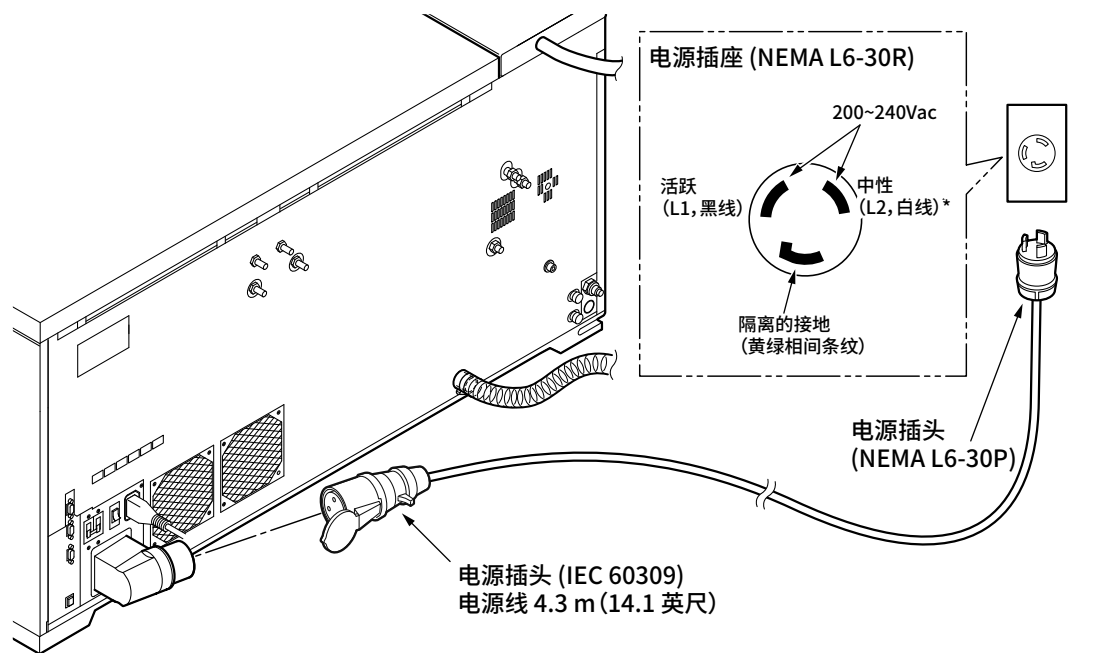 电源插座 (NEMA L6-30R)
200~240Vac
活跃
（L1，黑线）
中性
（L2，白线）*
隔离的接地
（黄绿相间条纹）
电源插头
(NEMA L6-30P)
电源插头 (IEC 60309)
电源线 4.3 m（14.1 英尺）